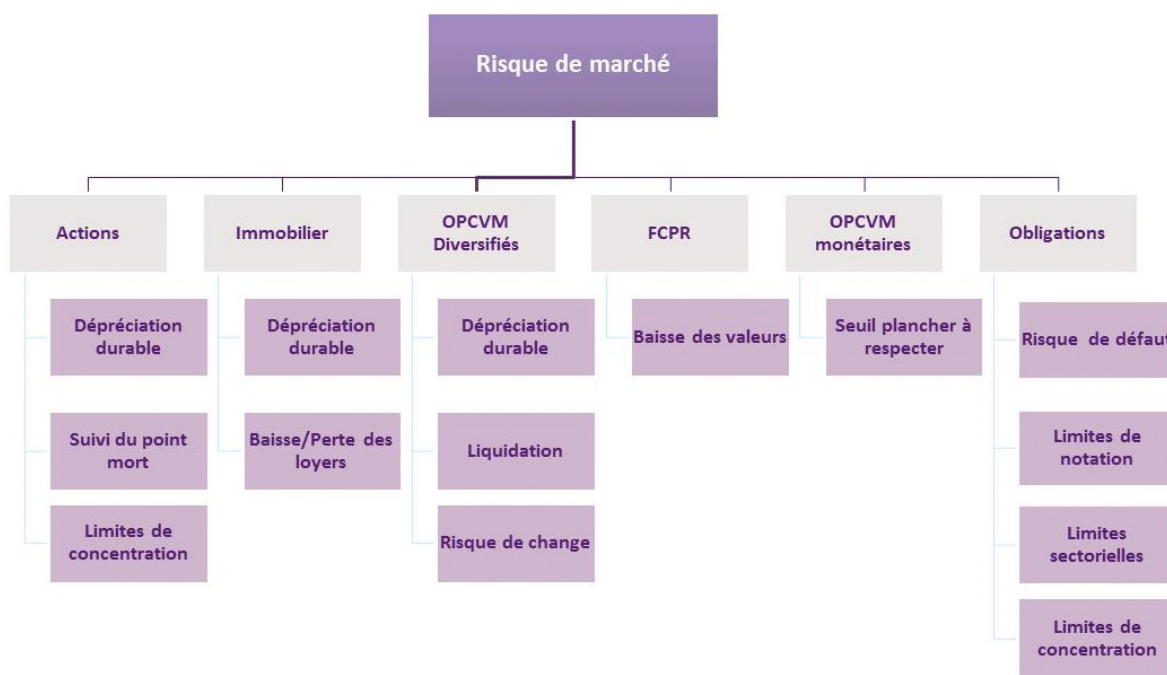 Risque de marché
Actions
Immobilier
OPCVM
Diversifiés
FCPR
OPCVM
monétaires
Obligations
Dépréciation
durable
Suivi du point
mort
Limites de
concentration
Dépréciation
durable
Baisse/Perte des
loyers
Dépréciation
durable
Liquidation
Risque de change
Baisse des valeurs
Seuil plancher à
respecter
Risque de défaut
Limites de
notation
Limites
sectorielles
Limites de
concentration